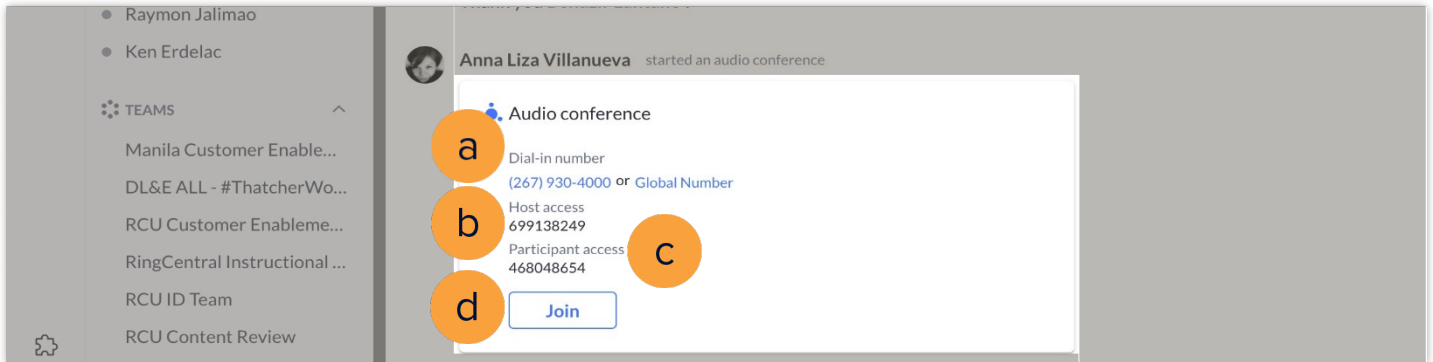 Raymon Jalimao
Ken Erdelac
TEAMS
Manila Customer Enable...
DL&E ALL - #ThatcherWo...
RCU Customer Enableme...
RingCentral Instructional ...
RCU ID Team
RCU Content Review
Anna Liza Villanueva started an audio conference
Audio conference
a
Dial-in number
(267) 930-4000 or Global Number
b
Host access
699138249
c
Participant access
468048654
d
Join